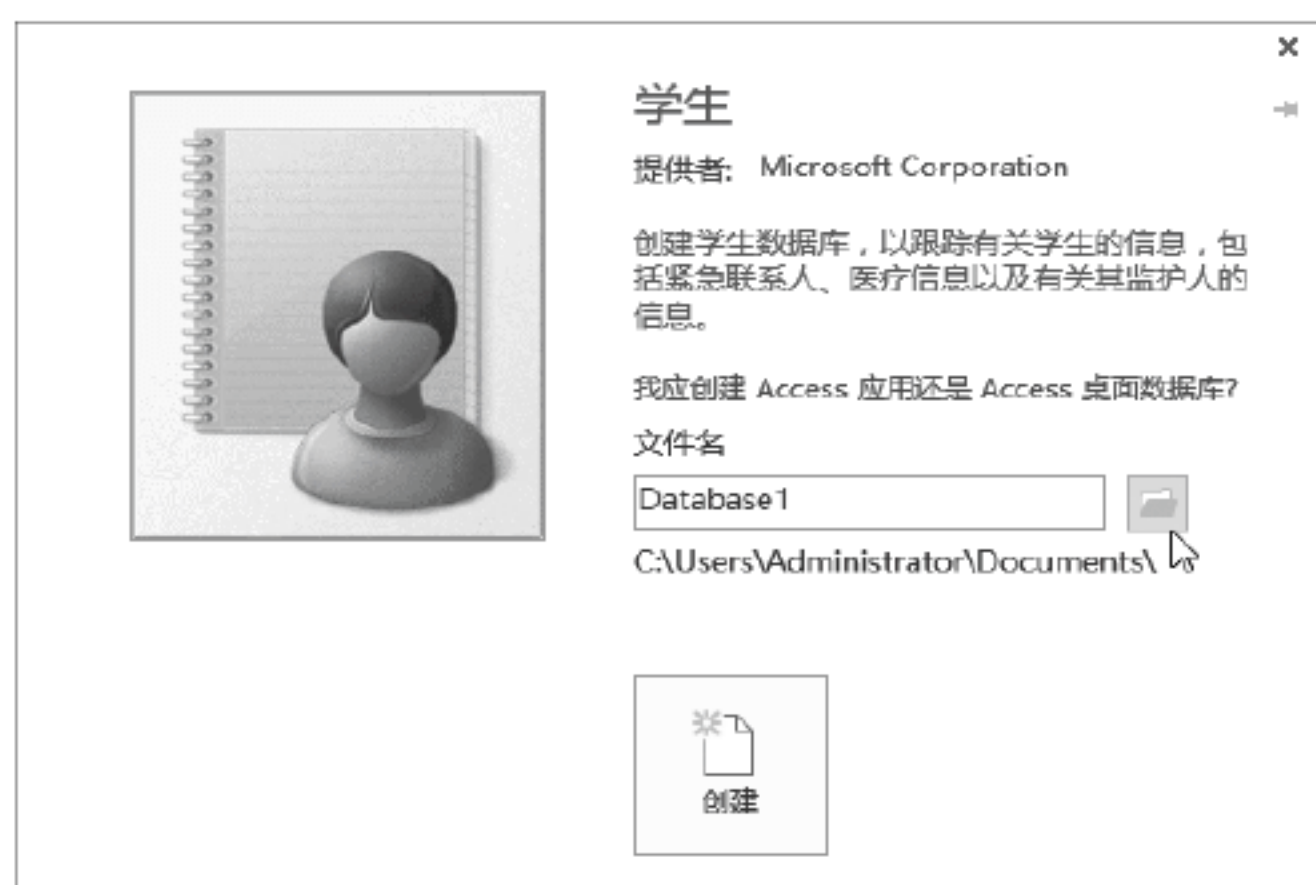 学生
提供者: Microsoft Corporation
创建学生数据库，以跟踪有关学生的信息，包
括紧急联系人、医疗信息以及有关其监护人的
信息。
我应创建 Access 应用还是 Access 桌面数据库?
文件名
Database1
C:\Users\Administrator\Documents\
创建